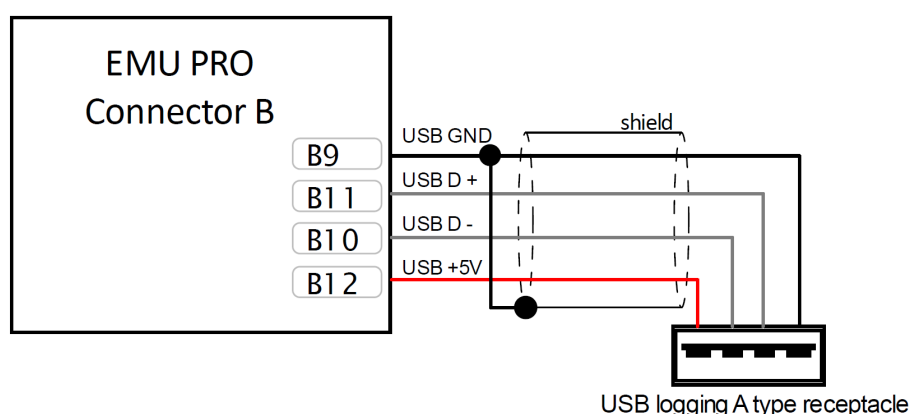 EMU PRO
Connector B
B9
B11
B10
B12
USB GND
USB D +
USB D -
USB +5V
shield
USB logging A type receptacle